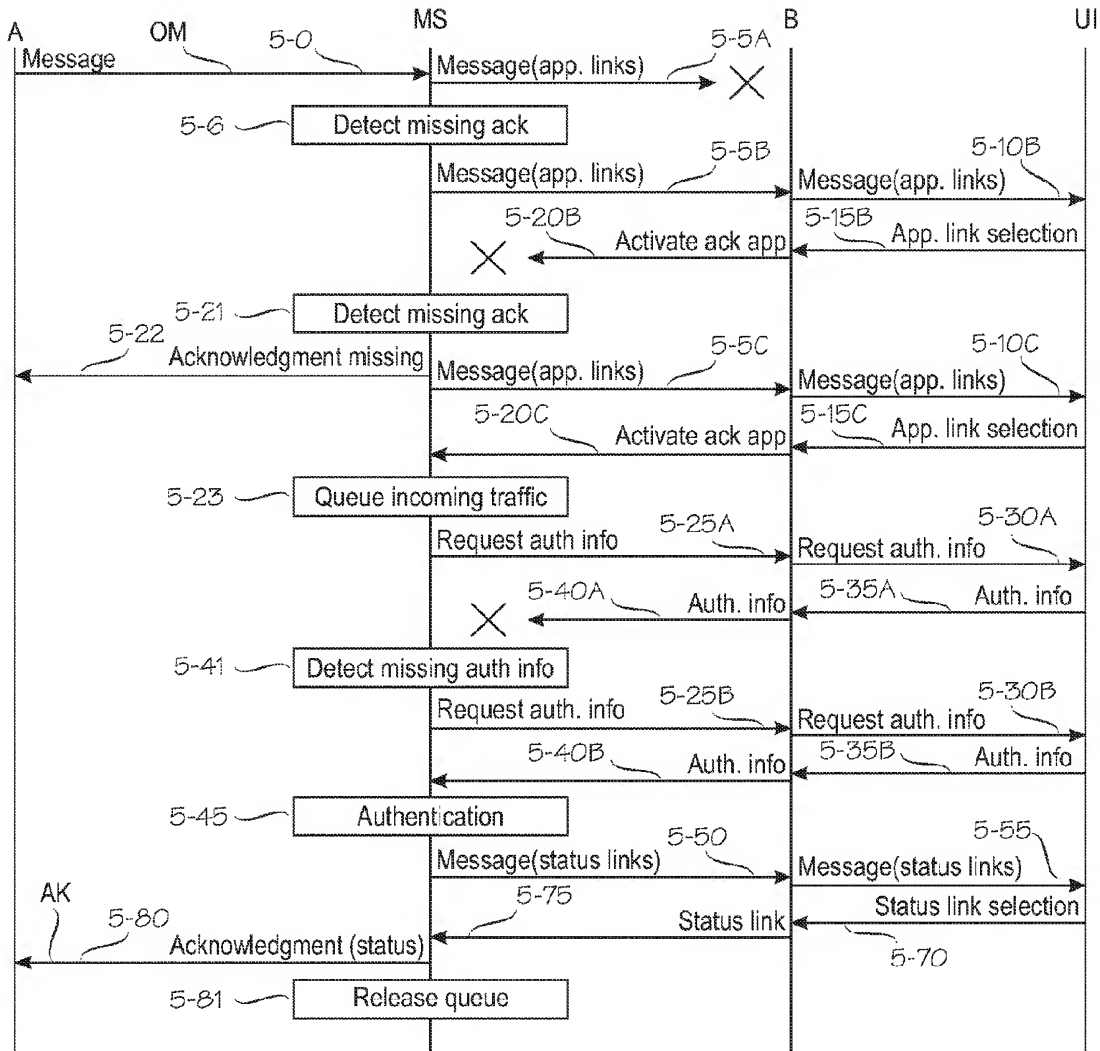 A OM MS B UI
Message 5-0 Message(app. links) 5-5A
5-6 Detect missing ack
Message(app. links) 5-5B Message(app. links) 5-10B
Activate ack app 5-20B App. link selection 5-15B
5-21 Detect missing ack
5-22 Acknowledgment missing
Message(app. links) 5-5C Message(app. links) 5-10C
Activate ack app 5-20C App. link selection 5-15C
5-23 Queue incoming traffic
Request auth info 5-25A Request auth. info 5-30A
5-40A Auth. info 5-35A Auth. info
5-41 Detect missing auth info
Request auth. info 5-25B Request auth. info 5-30B
5-40B Auth. info 5-35B Auth. info
5-45 Authentication
Message(status links) 5-50 Message(status links) 5-55
5-75 Status link Status link selection 5-70
AK 5-80 Acknowledgment (status)
5-81 Release queue